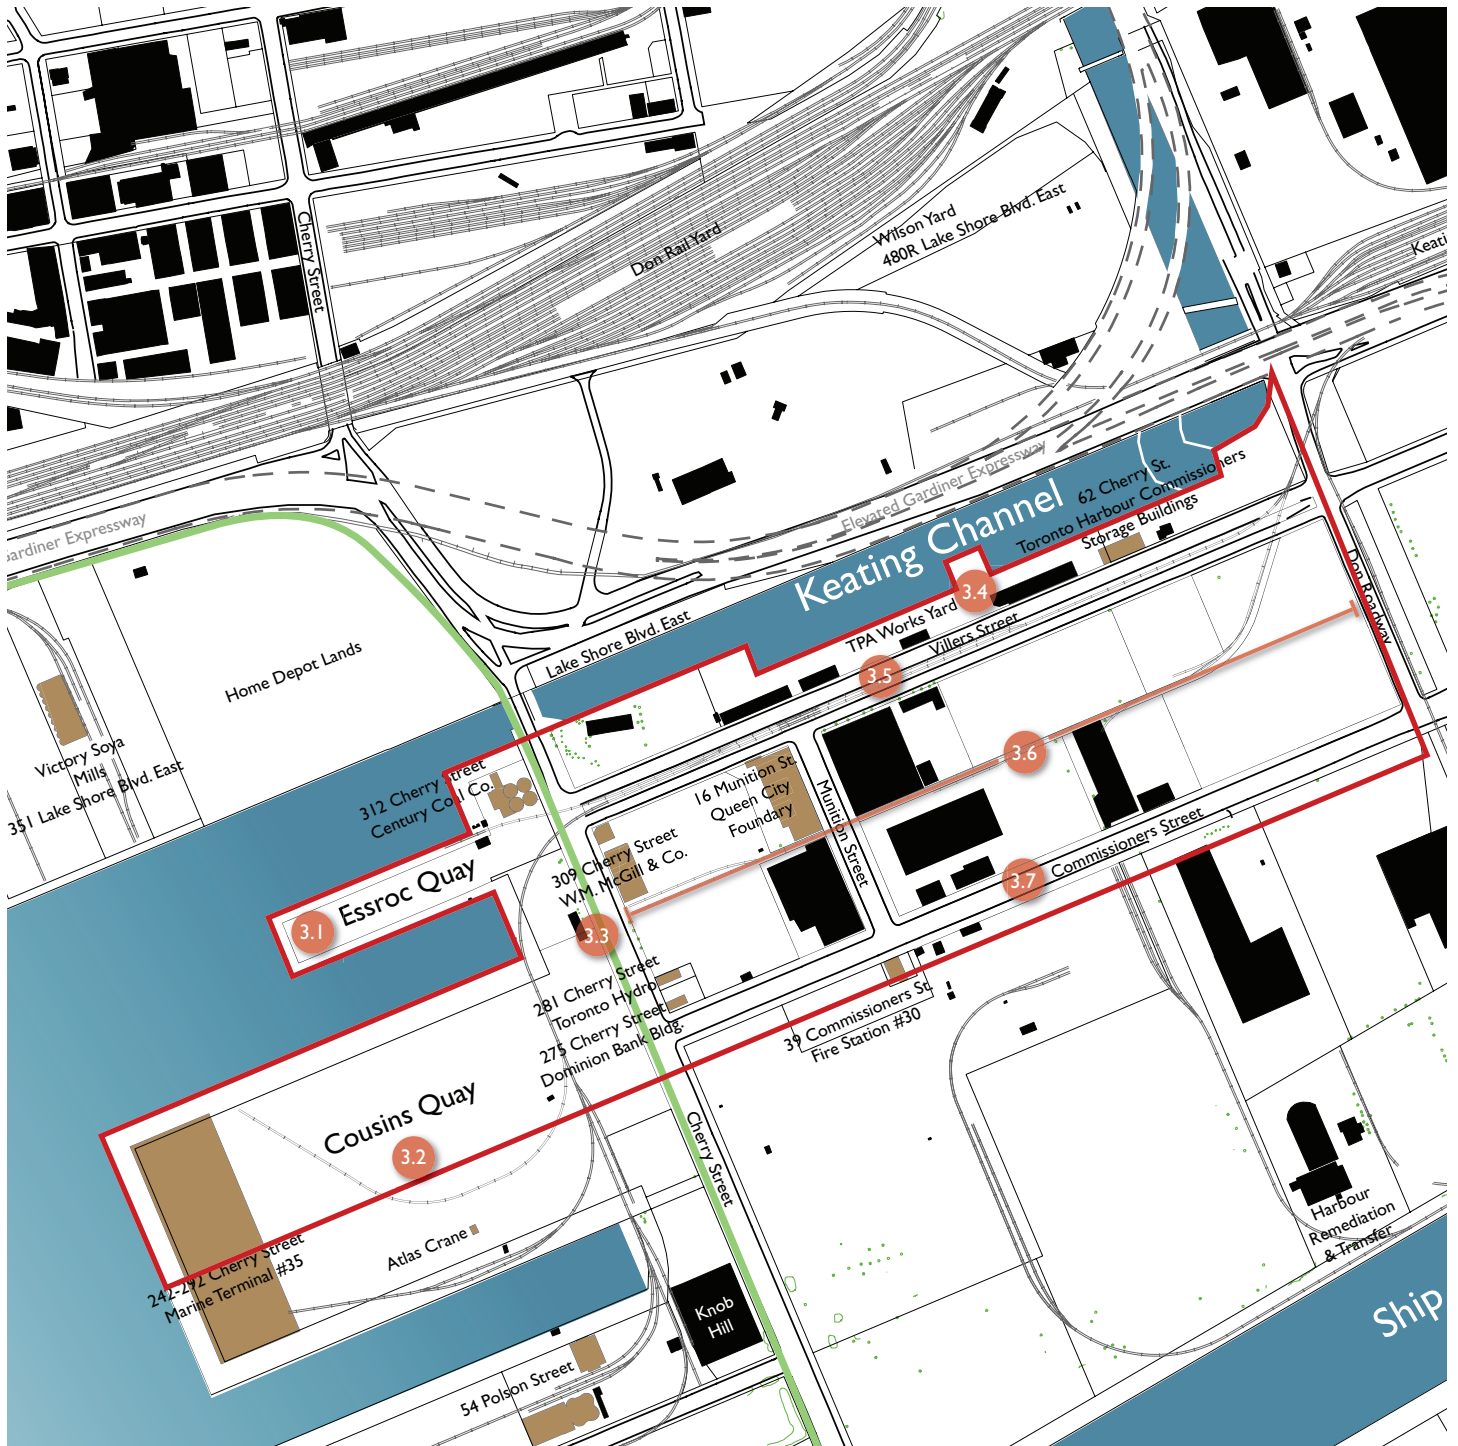 Cherry Street
Don Rail Yard
Wilson Yard
480R Lake Shore Blvd. East
Keati
Gardiner Expressway
Elevated Gardiner Expressway
Keating Channel
62 Cherry St.
Toronto Harbour Commissioners
Storage Buildings
Don Roadway
3.4
TPA Works Yard
Villers Street
3.5
Lake Shore Blvd. East
Home Depot Lands
Victory Soya
Mills
351 Lake Shore Blvd. East
312 Cherry Street
Century Coal Co.
16 Munition St.
Queen City
Foundary
Munition Street
3.6
309 Cherry Street
W.M. McGill & Co.
Essroc Quay
3.1
3.3
3.7
Commissioners Street
281 Cherry Street
Toronto Hydro
275 Cherry Street
Dominion Bank Bldg.
39 Commissioners St.
Fire Station #30
Cousins Quay
3.2
Cherry Street
Atlas Crane
242-292 Cherry Street
Marine Terminal #35
Knob
Hill
54 Polson Street
Harbour
Remediation
& Transfer
Ship